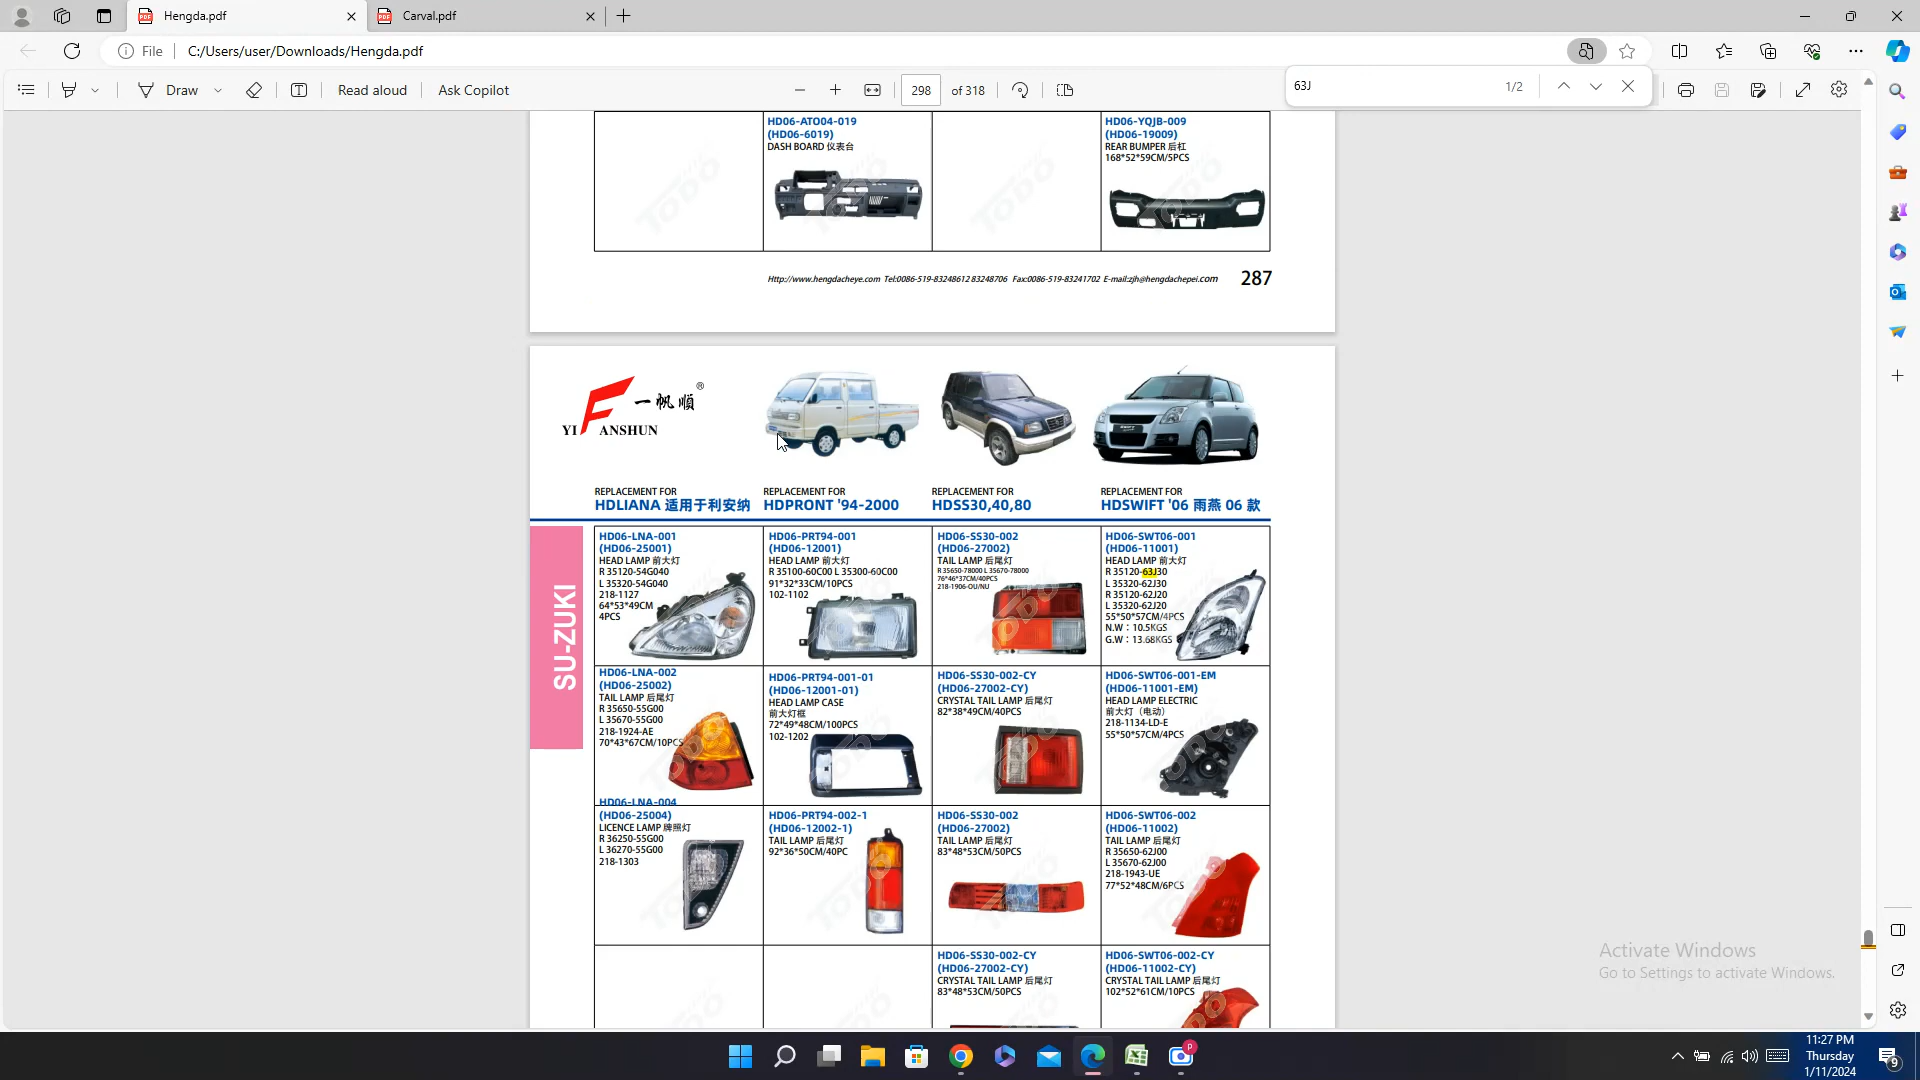 Hengda.pdf
Carval.pdf
File
C:/Users/user/Downloads/Hengda.pdf
63J
1/2
Draw
Read aloud
Ask Copilot
298
of 318
HD06-ATO04-019
(HD06-6019)
DASH BOARD 仪表台
HD06-YQJB-009
(HD06-19009)
REAR BUMPER 后杠
168*52*59CM/5PCS
Http://www.hengdacheye.com Tel:0086-519-83248612 83248706 Fax:0086-519-83241702 E-mail:zjh@hengdachepei.com
287
YI FANSHUN
一帆順
®
REPLACEMENT FOR
HDLIANA 适用于利安纳
REPLACEMENT FOR
HDPRONT '94-2000
REPLACEMENT FOR
HDSS30,40,80
REPLACEMENT FOR
HDSWIFT '06 雨燕 06 款
SU-ZUKI
HD06-LNA-001
(HD06-25001)
HEAD LAMP 前大灯
R 35120-54G040
L 35320-54G040
218-1127
64*53*49CM
4PCS
HD06-PRT94-001
(HD06-12001)
HEAD LAMP 前大灯
R 35100-60C00 L 35300-60C00
91*32*33CM/10PCS
102-1102
HD06-SS30-002
(HD06-27002)
TAIL LAMP 后尾灯
R 35650-78000 L 35670-78000
76*46*37CM/40PCS
218-1906-OU/NU
HD06-SWT06-001
(HD06-11001)
HEAD LAMP 前大灯
R 35120-63J30
L 35320-62J30
R 35120-62J20
L 35320-62J20
55*50*57CM/4PCS
N.W：10.5KGS
G.W：13.68KGS
HD06-LNA-002
(HD06-25002)
TAIL LAMP 后尾灯
R 35650-55G00
L 35670-55G00
218-1924-AE
70*43*67CM/10PCS
HD06-PRT94-001-01
(HD06-12001-01)
HEAD LAMP CASE
前大灯框
72*49*48CM/100PCS
102-1202
HD06-SS30-002-CY
(HD06-27002-CY)
CRYSTAL TAIL LAMP 后尾灯
82*38*49CM/40PCS
HD06-SWT06-001-EM
(HD06-11001-EM)
HEAD LAMP ELECTRIC
前大灯（电动）
218-1134-LD-E
55*50*57CM/4PCS
HD06-LNA-004
(HD06-25004)
LICENCE LAMP 牌照灯
R 36250-55G00
L 36270-55G00
218-1303
HD06-PRT94-002-1
(HD06-12002-1)
TAIL LAMP 后尾灯
92*36*50CM/40PC
HD06-SS30-002
(HD06-27002)
TAIL LAMP 后尾灯
83*48*53CM/50PCS
HD06-SWT06-002
(HD06-11002)
TAIL LAMP 后尾灯
R 35650-62J00
L 35670-62J00
218-1943-UE
77*52*48CM/6PCS
HD06-SS30-002-CY
(HD06-27002-CY)
CRYSTAL TAIL LAMP 后尾灯
83*48*53CM/50PCS
HD06-SWT06-002-CY
(HD06-11002-CY)
CRYSTAL TAIL LAMP 后尾灯
102*52*61CM/10PCS
TODO
Activate Windows
Go to Settings to activate Windows.
11:27 PM
Thursday
1/11/2024
9